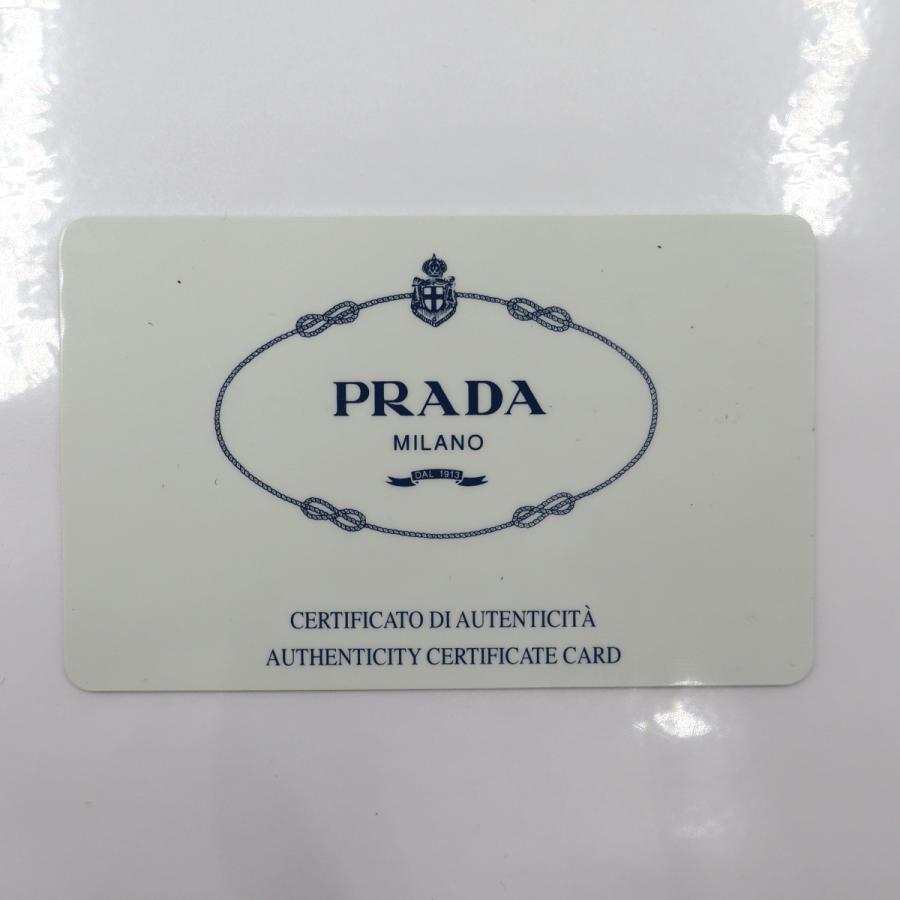 PRADA
MILANO
DAL 1913
CERTIFICATO DI AUTENTICITÀ
AUTHENTICITY CERTIFICATE CARD